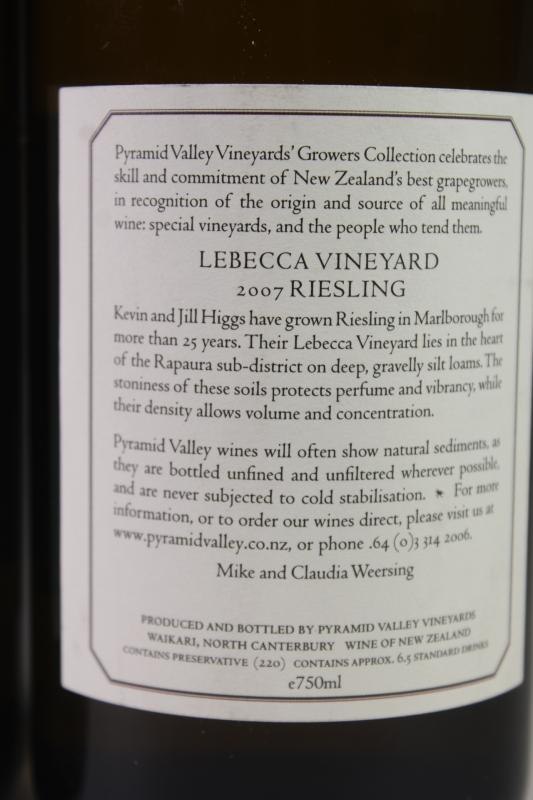 Pyramid Valley Vineyards' Growers Collection celebrates the
skill and commitment of New Zealand's best grapegrowers,
in recognition of the origin and source of all meaningful
wine: special vineyards, and the people who tend them.
LEBECCA VINEYARD
2007 RIESLING
Kevin and Jill Higgs have grown Riesling in Marlborough for
more than 25 years. Their Lebecca Vineyard lies in the heart
of the Rapaura sub-district on deep, gravelly silt loams. The
stoniness of these soils protects perfume and vibrancy, while
their density allows volume and concentration.
Pyramid Valley wines will often show natural sediments, as
they are bottled unfined and unfiltered wherever possible,
and are never subjected to cold stabilisation. * For more
information, or to order our wines direct, please visit us at
www.pyramidvalley.co.nz, or phone .64 (0)3 314 2006.
Mike and Claudia Weersing
PRODUCED AND BOTTLED BY PYRAMID VALLEY VINEYARDS
WAIKARI, NORTH CANTERBURY WINE OF NEW ZEALAND
CONTAINS PRESERVATIVE (220) CONTAINS APPROX. 6.5 STANDARD DRINKS
e750ml